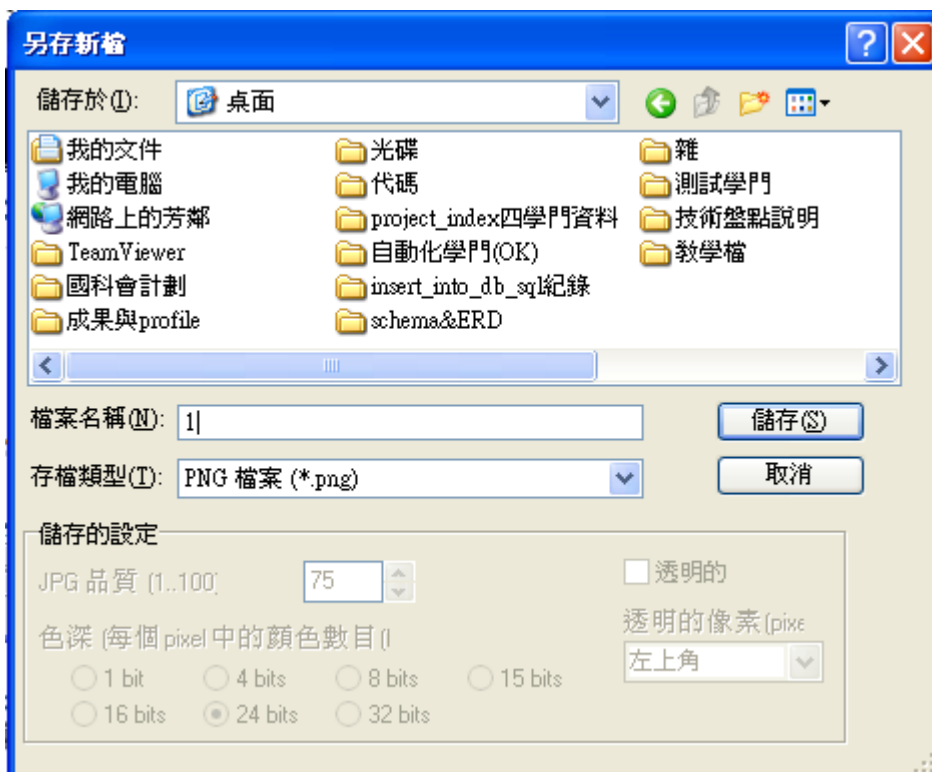 另存新檔
儲存於(I): 桌面
我的文件 光碟 雜
我的電腦 代碼 測試學門
網路上的芳鄰 project_index四學門資料 技術盤點說明
TeamViewer 自動化學門(OK) 教學檔
國科會計劃 insert_into_db_sql紀錄
成果與profile schema&ERD
檔案名稱(N): 1 儲存(S)
存檔類型(T): PNG 檔案 (*.png) 取消
儲存的設定
JPG 品質 (1..100) 75 透明的
色深 (每個 pixel 中的顏色數目(l 透明的像素(pixe
1 bit 4 bits 8 bits 15 bits 左上角
16 bits 24 bits 32 bits